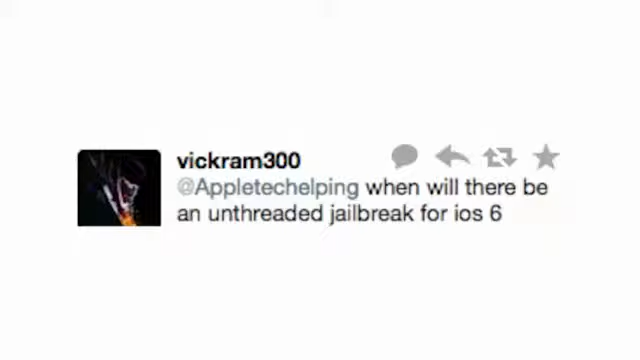 vickram300
@Appletechelping when will there be
an unthreaded jailbreak for ios 6